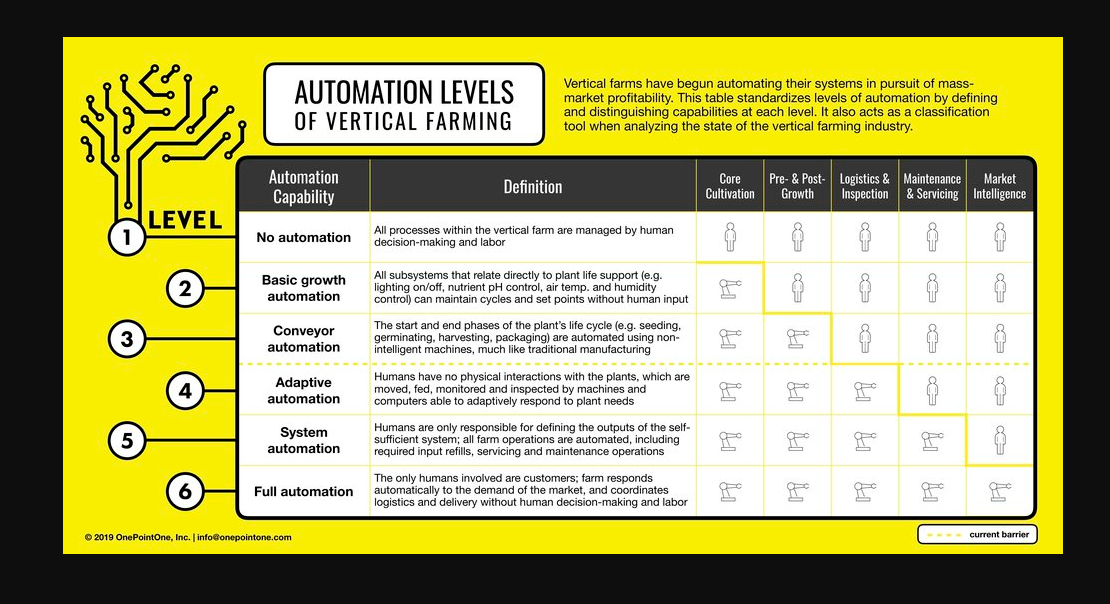 AUTOMATION LEVELS
OF VERTICAL FARMING
Vertical farms have begun automating their systems in pursuit of mass-
market profitability. This table standardizes levels of automation by defining
and distinguishing capabilities at each level. It also acts as a classification
tool when analyzing the state of the vertical farming industry.
LEVEL
Automation
Capability
Definition
Core
Cultivation
Pre- & Post-
Growth
Logistics &
Inspection
Maintenance
& Servicing
Market
Intelligence
1
No automation
All processes within the vertical farm are managed by human
decision-making and labor
2
Basic growth
automation
All subsystems that relate directly to plant life support (e.g.
lighting on/off, nutrient pH control, air temp. and humidity
control) can maintain cycles and set points without human input
3
Conveyor
automation
The start and end phases of the plant's life cycle (e.g. seeding,
germinating, harvesting, packaging) are automated using non-
intelligent machines, much like traditional manufacturing
4
Adaptive
automation
Humans have no physical interactions with the plants, which are
moved, fed, monitored and inspected by machines and
computers able to adaptively respond to plant needs
5
System
automation
Humans are only responsible for defining the outputs of the self-
sufficient system; all farm operations are automated, including
required input refills, servicing and maintenance operations
6
Full automation
The only humans involved are customers; farm responds
automatically to the demand of the market, and coordinates
logistics and delivery without human decision-making and labor
© 2019 OnePointOne, Inc. | info@onepointone.com
current barrier